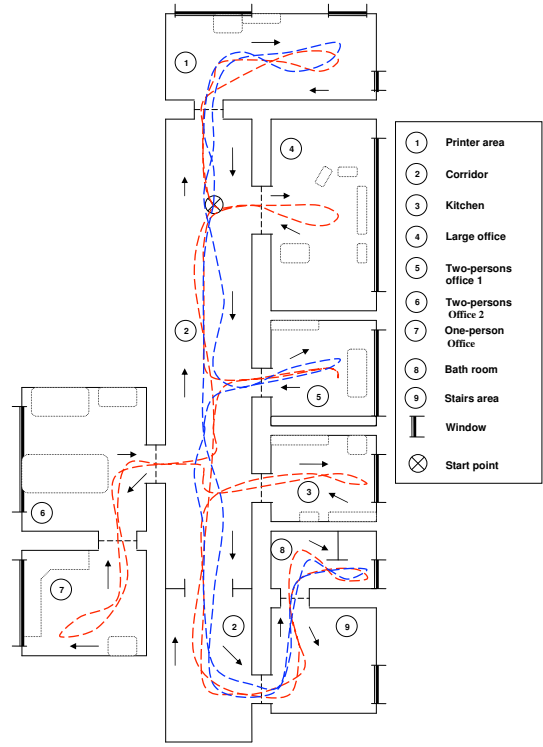 1
4
2
5
3
6
8
7
2
9
1 Printer area
2 Corridor
3 Kitchen
4 Large office
5 Two-persons
office 1
6 Two-persons
Office 2
7 One-person
Office
8 Bath room
9 Stairs area
Window
Start point